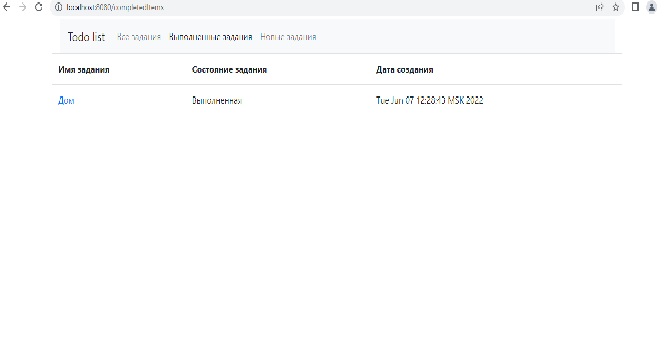 localhost:8080/completedItems
Todo list Все задания Выполнанные задания Новые задания
Имя задания Состояние задания Дата создания
Дом Выполненная Tue Jun 07 12:28:43 MSK 2022